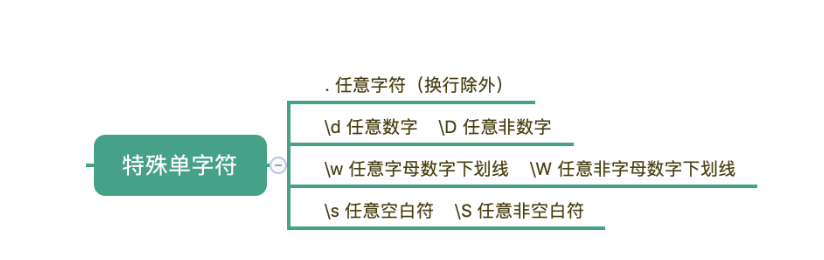 . 任意字符（换行除外）
\d 任意数字 \D 任意非数字
特殊单字符
\w 任意字母数字下划线 \W 任意非字母数字下划线
\s 任意空白符 \S 任意非空白符